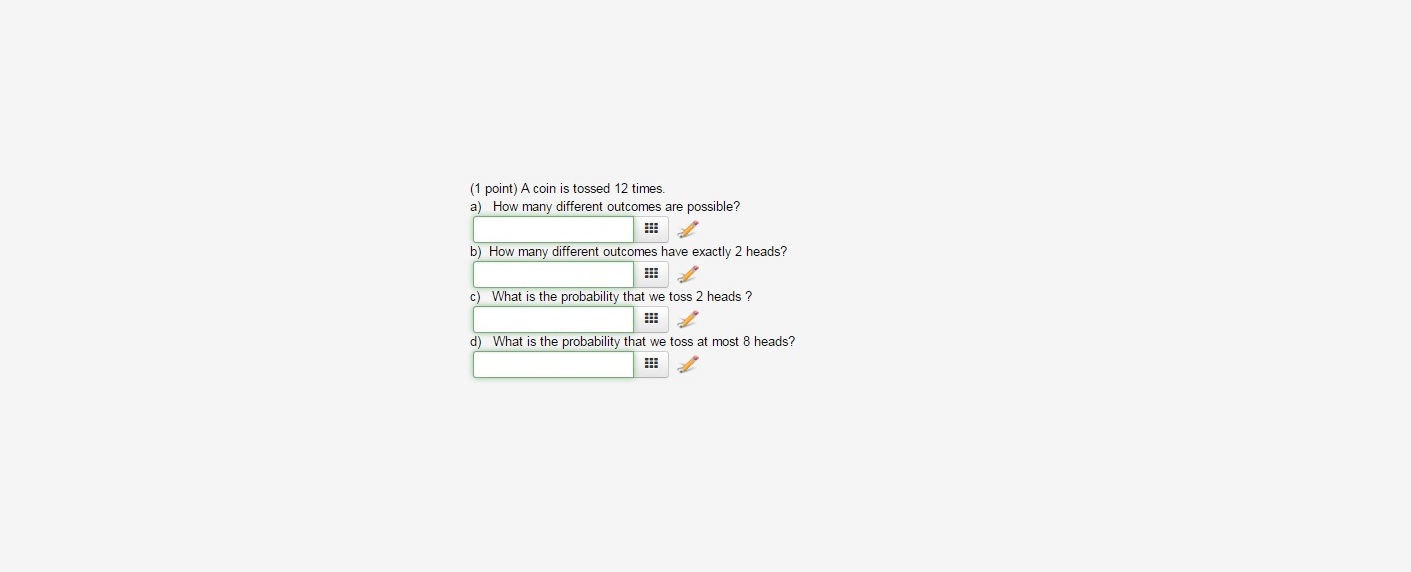 (1 point) A coin is tossed 12 times.
a) How many different outcomes are possible?
b) How many different outcomes have exactly 2 heads?
c) What is the probability that we toss 2 heads ?
d) What is the probability that we toss at most 8 heads?